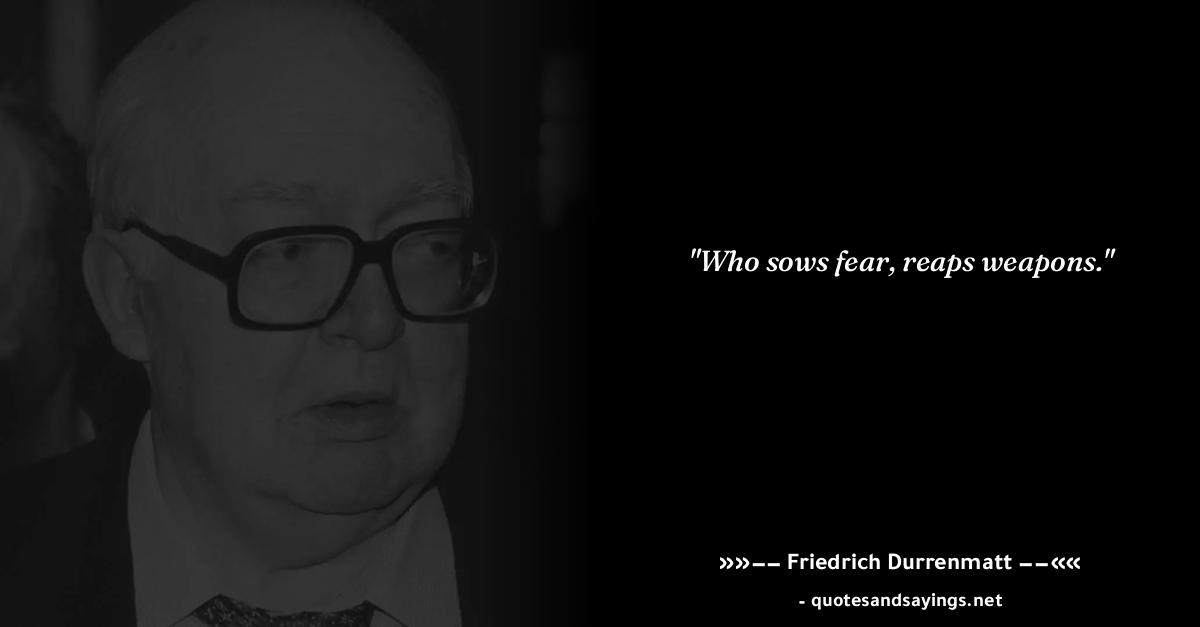 "Who sows fear, reaps weapons."
»»−− Friedrich Durrenmatt −−««
- quotesandsayings.net